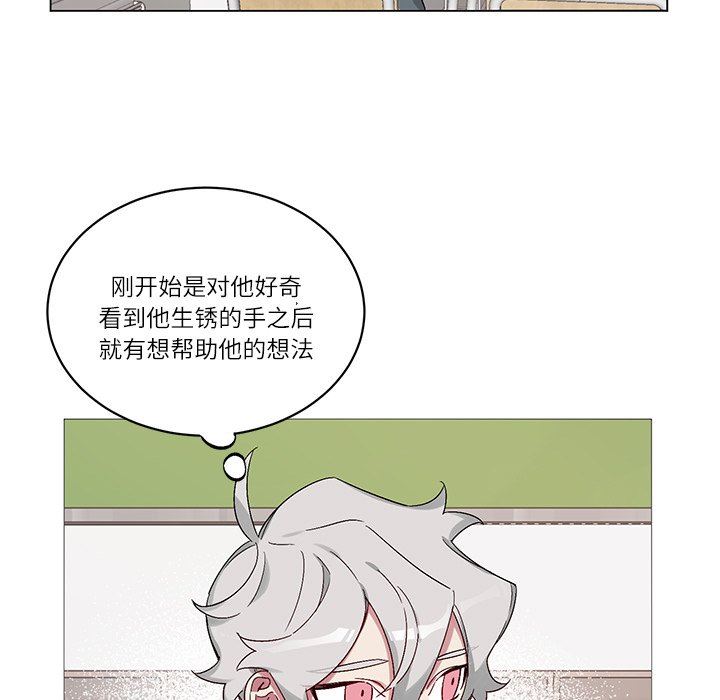 刚开始是对他好奇
看到他生锈的手之后
就有想帮助他的想法